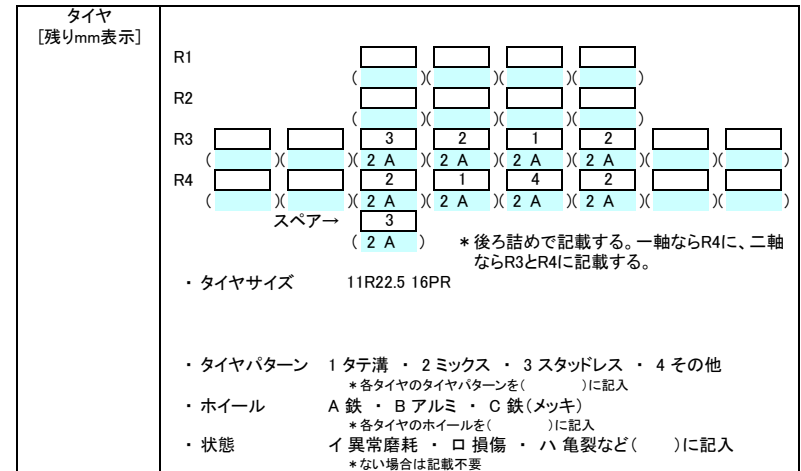 タイヤ
[残りmm表示]
R1
( )( )( )( )
R2
( )( )( )( )
R3 3 2 1 2
( )( )( 2 A )( 2 A )( 2 A )( 2 A )( )( )
R4 2 1 4 2
( )( )( 2 A )( 2 A )( 2 A )( 2 A )( )( )
スペア→ 3
( 2 A ) *後ろ詰めで記載する。一軸ならR4に、二軸
ならR3とR4に記載する。
・タイヤサイズ 11R22.5 16PR
・タイヤパターン 1 タテ溝 ・ 2 ミックス ・ 3 スタッドレス ・ 4 その他
*各タイヤのタイヤパターンを( )に記入
・ホイール A 鉄 ・ B アルミ ・ C 鉄(メッキ)
*各タイヤのホイールを( )に記入
・状態 イ 異常磨耗 ・ ロ 損傷 ・ ハ 亀裂など( )に記入
*ない場合は記載不要